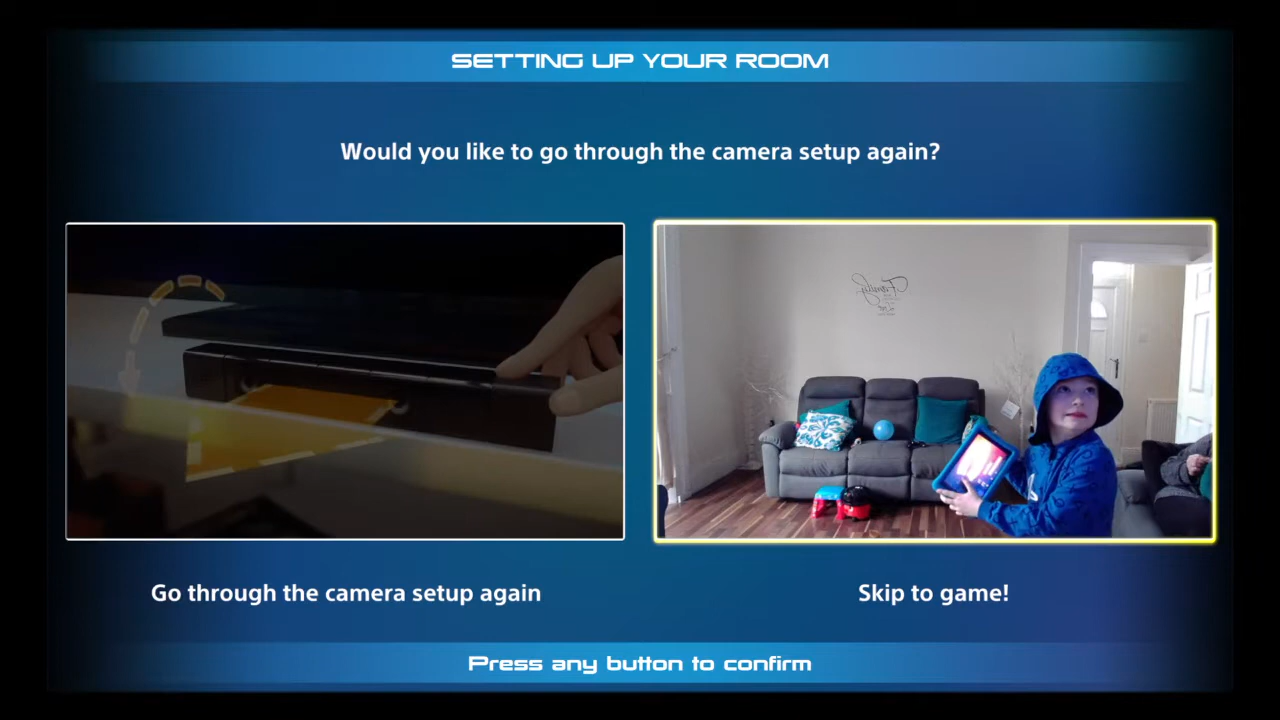 SETTING UP YOUR ROOM
Would you like to go through the camera setup again?
Family
Go through the camera setup again
Skip to game!
Press any button to confirm